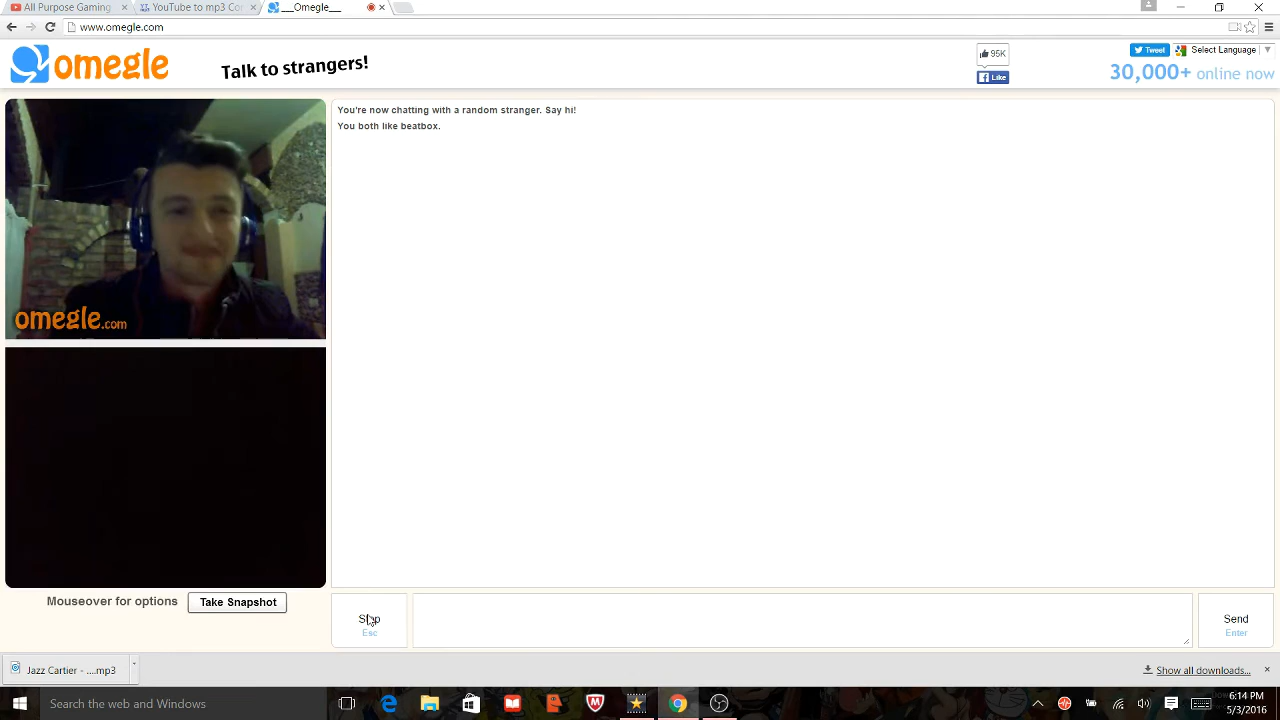 All Purpose Gaming
YouTube to mp3 Co
__Omegle__
www.omegle.com
omegle
Talk to strangers!
95K
Like
Tweet
Select Language
30,000+ online now
You're now chatting with a random stranger. Say hi!
You both like beatbox.
omegle.com
Mouseover for options
Take Snapshot
Stop
Esc
Send
Enter
Jazz Cartier - ....mp3
Show all downloads...
Search the web and Windows
6:14 PM
5/3/2016